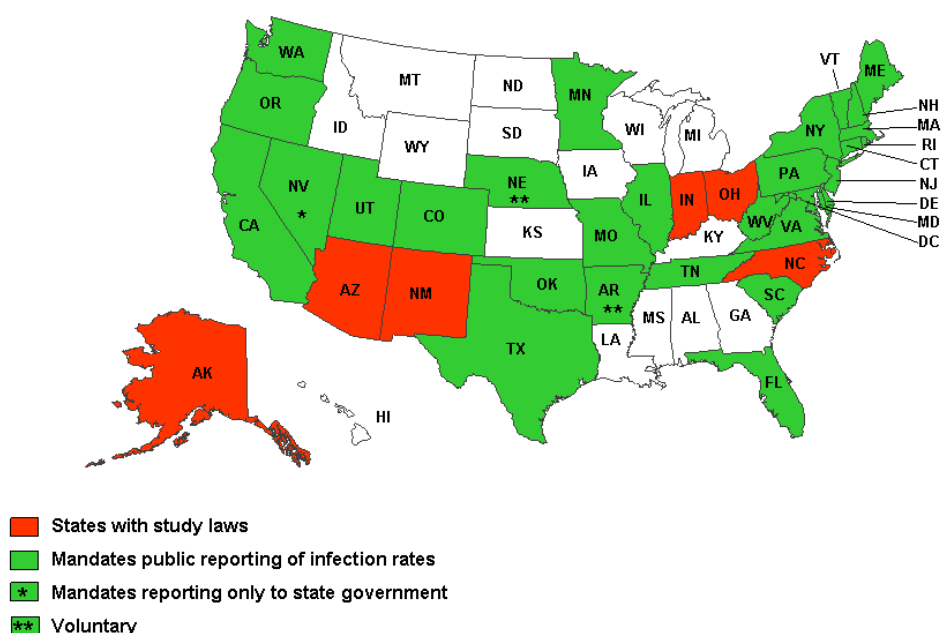 WA
MT
ND
MN
VT
ME
OR
ID
SD
WI
MI
NY
NH
MA
RI
CT
WY
IA
PA
NJ
NV
*
UT
CO
NE
**
IL
IN
OH
DE
MD
DC
CA
KS
MO
WV
VA
KY
AZ
NM
OK
AR
**
TN
NC
SC
TX
LA
MS
AL
GA
FL
AK
HI
States with study laws
Mandates public reporting of infection rates
* Mandates reporting only to state government
** Voluntary